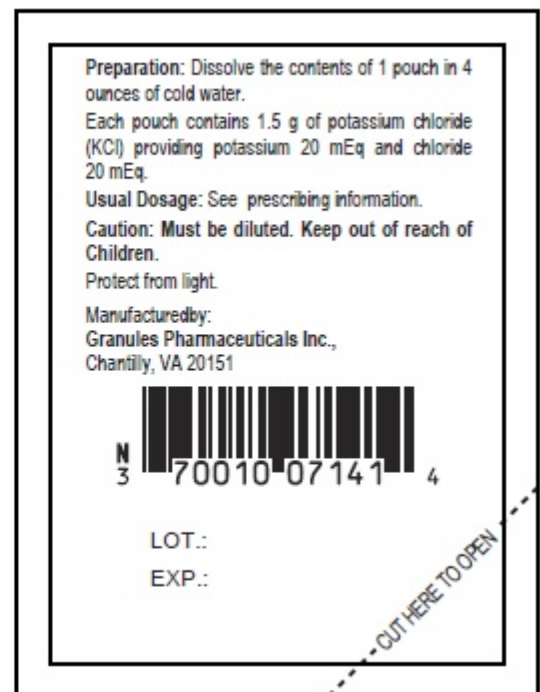 Preparation: Dissolve the contents of 1 pouch in 4
ounces of cold water.
Each pouch contains 1.5 g of potassium chloride
(KCl) providing potassium 20 mEq and chloride
20 mEq.
Usual Dosage: See prescribing information.
Caution: Must be diluted. Keep out of reach of
Children.
Protect from light.
Manufacturedby:
Granules Pharmaceuticals Inc.,
Chantilly, VA 20151
N
3 70010 07141 4
LOT.:
EXP.:
CUT HERE TO OPEN